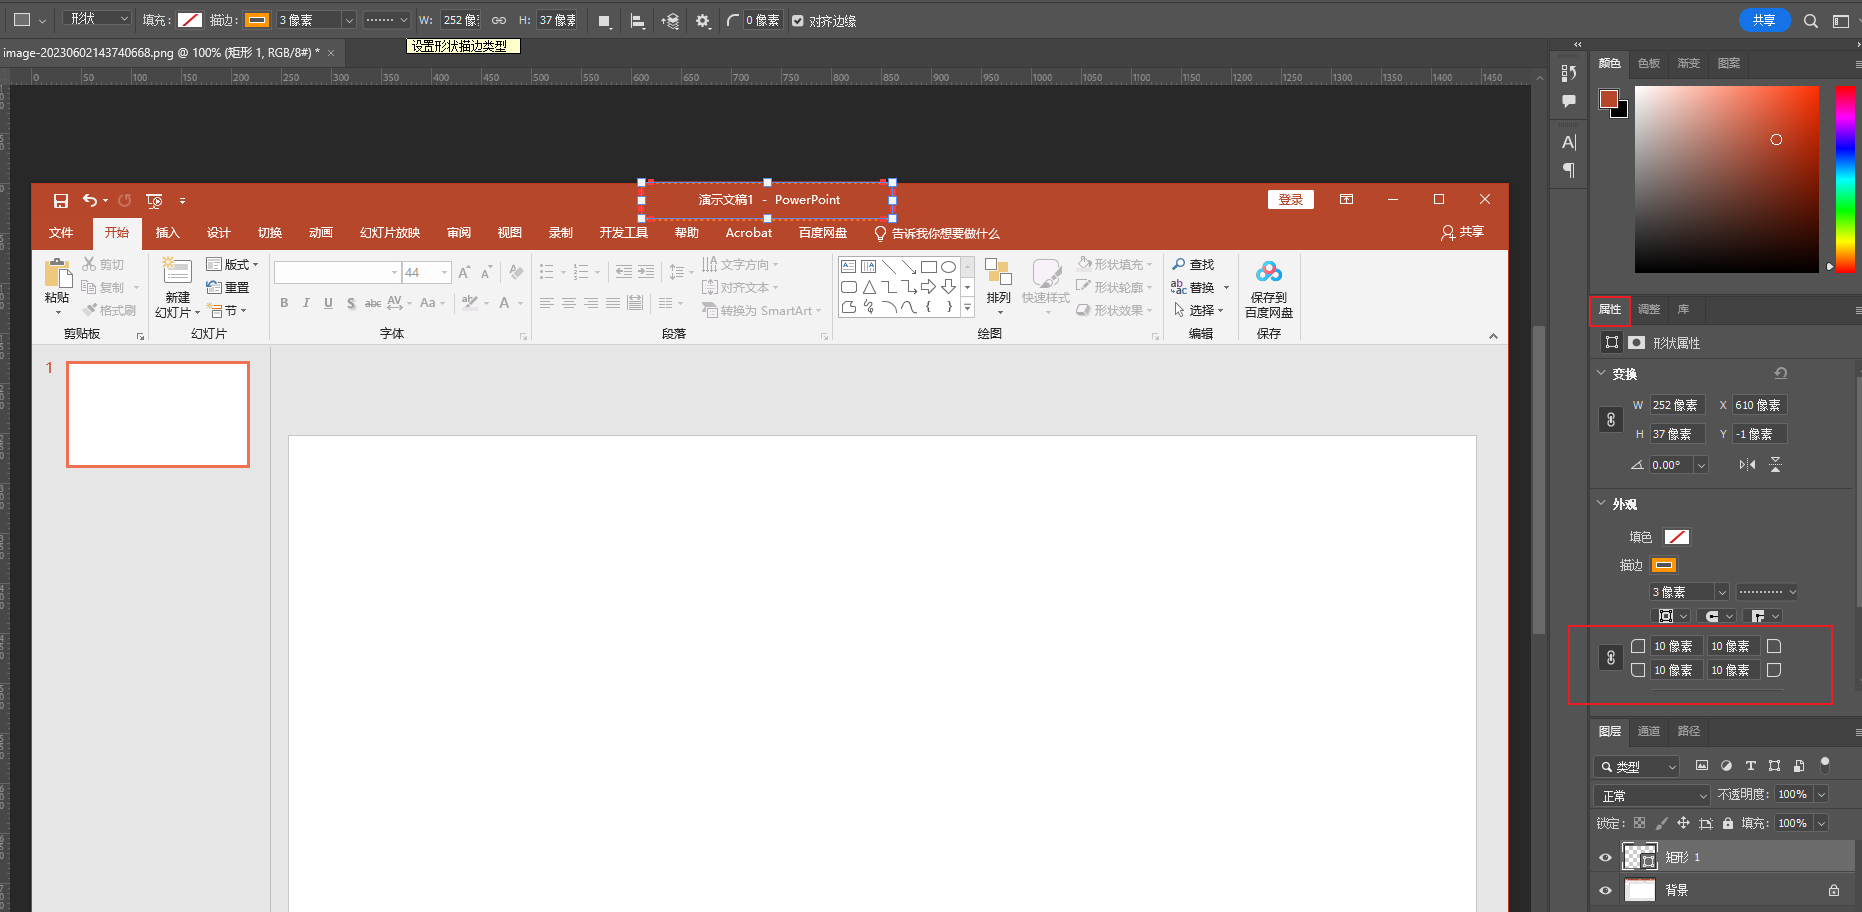 形状
填充:
描边:
3 像素
W: 252 像素
H: 37 像素
0 像素
对齐边缘
共享
image-20230602143740668.png @ 100% (矩形 1, RGB/8#) * ×
设置形状描边类型
0 50 100 150 200 250 300 350 400 450 500 550 600 650 700 750 800 850 900 950 1000 1050 1100 1150 1200 1250 1300 1350 1400 1450
演示文稿1 - PowerPoint
登录
文件 开始 插入 设计 切换 动画 幻灯片放映 审阅 视图 录制 开发工具 帮助 Acrobat 百度网盘 告诉我你想要做什么 共享
粘贴
剪切
复制
格式刷
剪贴板
新建
幻灯片
版式
重置
节
幻灯片
44
B I U S abc AV Aa A
字体
文字方向
对齐文本
转换为 SmartArt
段落
排列
快速样式
形状填充
形状轮廓
形状效果
绘图
查找
替换
选择
编辑
保存到
百度网盘
保存
1
颜色 色板 渐变 图案
属性 调整 库
形状属性
变换
W 252 像素 X 610 像素
H 37 像素 Y -1 像素
0.00°
外观
填色
描边
3 像素
10 像素 10 像素
10 像素 10 像素
图层 通道 路径
类型
正常 不透明度: 100%
锁定: 填充: 100%
矩形 1
背景